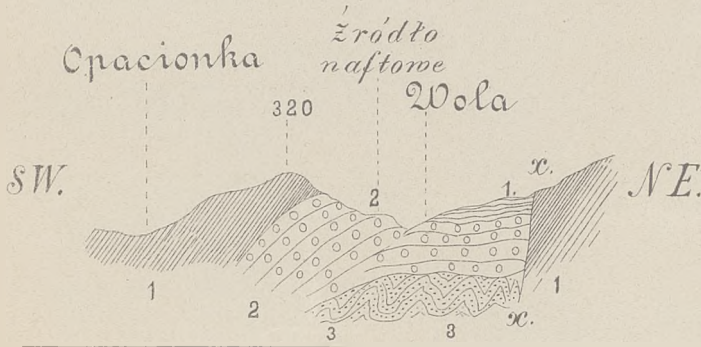 Opacionka
źródło
naftowe
Wola
320
SW.
NE.
2
1.
x.
1
2
3
3
x.
1